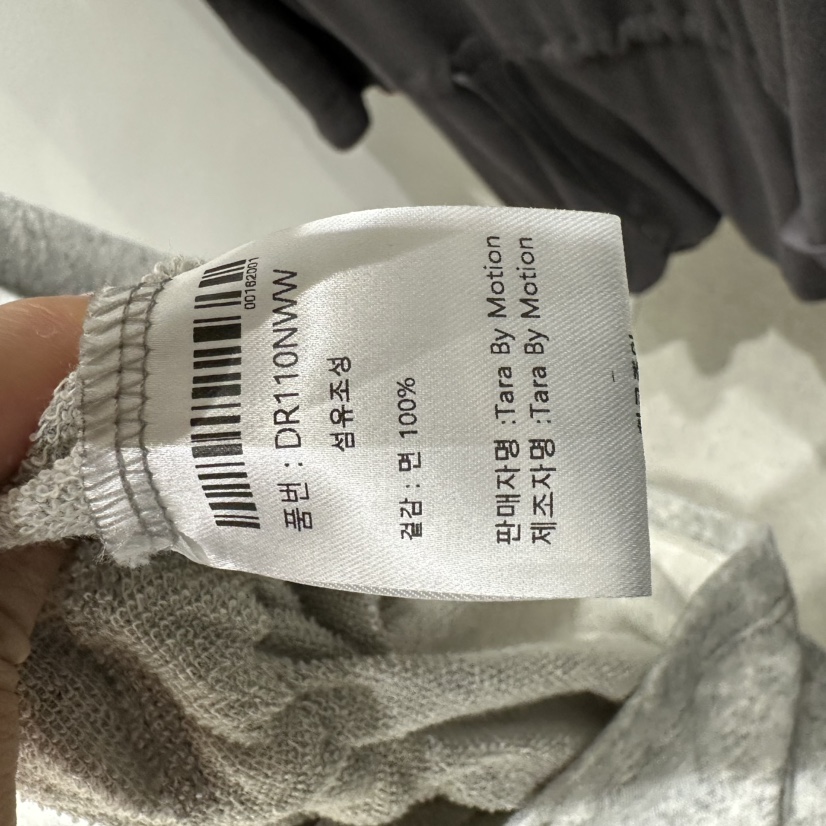 00162001
품번 : DR110NWW
섬유조성
겉감 : 면 100%
판매자명 :Tara By Motion
제조자명 :Tara By Motion